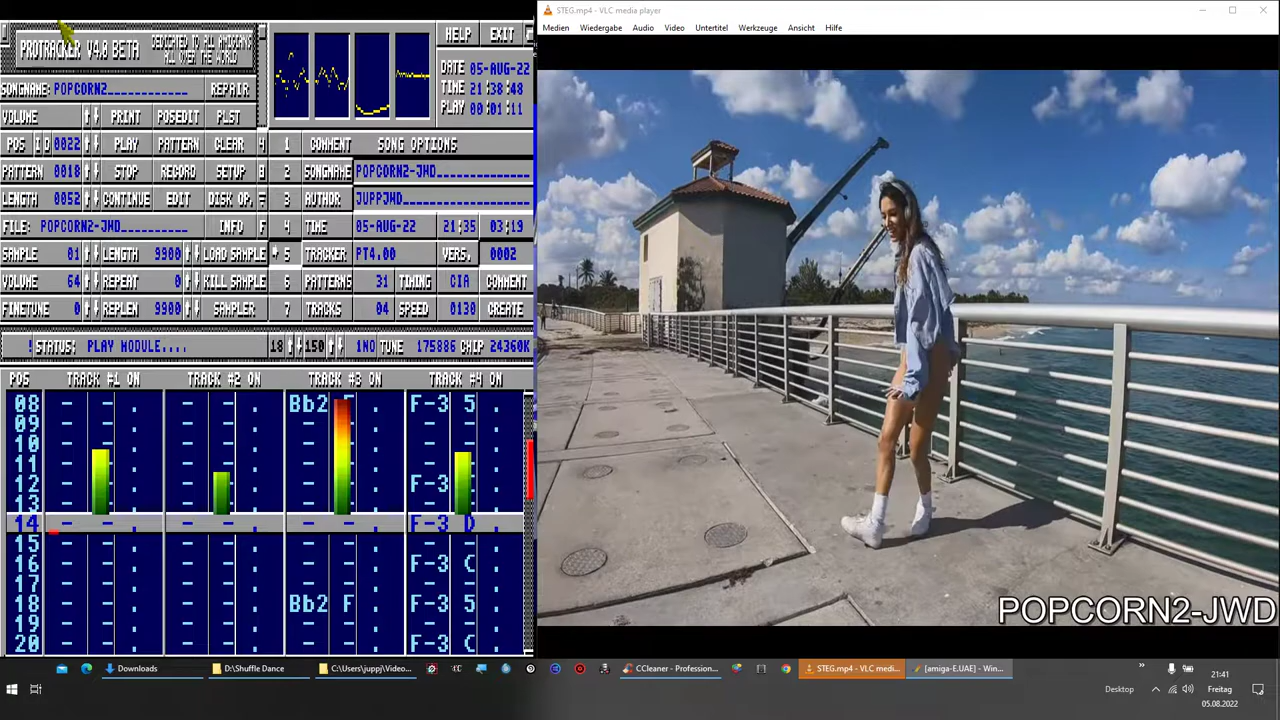 PROTRACKER V4.0 BETA
DEDICATED TO ALL AMIGIANS
ALL OVER THE WORLD
HELP EXIT
DATE 05-AUG-22
TIME 21:38:48
PLAY 00:01:11
SONGNAME: POPCORN2____________ REPAIR
VOLUME PRINT POSEDIT PLST
POS I D 0022 PLAY PATTERN CLEAR 1 COMMENT SONG OPTIONS
PATTERN 0018 STOP RECORD SETUP 2 SONGNAME POPCORN2-JWD
LENGTH 0052 CONTINUE EDIT DISK OP. 3 AUTHOR JUPPJWD
FILE: POPCORN2-JWD INFO F 4 TIME 05-AUG-22 21:35 03:19
SAMPLE 01 LENGTH 9900 LOAD SAMPLE 5 TRACKER PT4.00 VERS. 0002
VOLUME 64 REPEAT 0 KILL SAMPLE 6 PATTERNS 31 TIMING CIA COMMENT
FINETUNE 0 REPLEN 9900 SAMPLER 7 TRACKS 04 SPEED 0130 CREATE
! STATUS: PLAY MODULE.... 18 150 1NO TUNE 175886 CHIP 24360K
POS TRACK #1 ON TRACK #2 ON TRACK #3 ON TRACK #4 ON
08 - - . - - . Bb2 F . F-3 5 .
09 - - . - - . - - . - - .
10 - - . - - . - - . F-3 .
11 - - . - - . - - . - - .
12 - - . - - . - - . F-3 .
13 - - . - - . - - . - - .
14 - - . - - . - - . F-3 D .
15 - - . - - . - - . - - .
16 - - . - - . - - . F-3 C .
17 - - . - - . - - . - - .
18 - - . - - . Bb2 F . F-3 5 .
19 - - . - - . - - . - - .
20 - - . - - . - - . F-3 C .
STEG.mp4 - VLC media player
Medien Wiedergabe Audio Video Untertitel Werkzeuge Ansicht Hilfe
POPCORN2-JWD
Downloads D:\Shuffle Dance C:\Users\juppj\Video... CCleaner - Profession... STEG.mp4 - VLC medi... [amiga-E.UAE] - Win... »
21:41
Desktop Freitag
05.08.2022